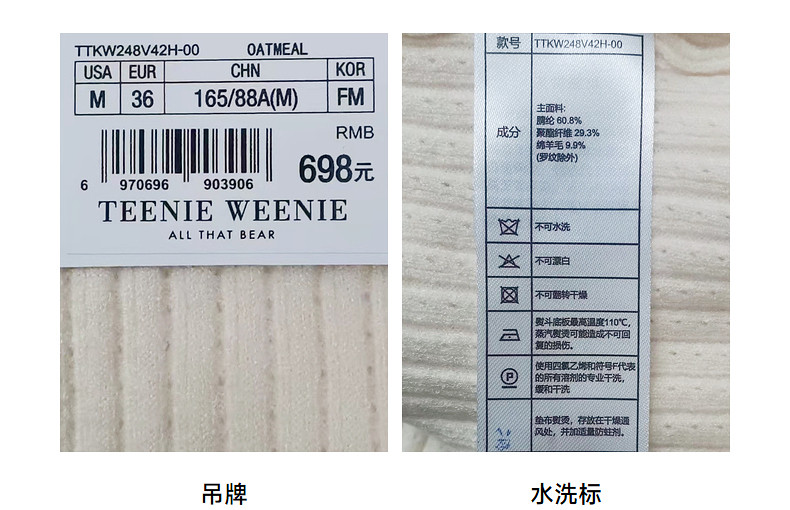 TTKW248V42H-00 OATMEAL
USA EUR CHN KOR
M 36 165/88A(M) FM
RMB
698元
6 970696 903906
TEENIE WEENIE
ALL THAT BEAR
款号 TTKW248V42H-00
成分
主面料:
腈纶 60.8%
聚酯纤维 29.3%
绵羊毛 9.9%
(罗纹除外)
不可水洗
不可漂白
不可翻转干燥
熨斗底板最高温度110℃,
蒸汽熨烫可能造成不可回
复的损伤。
使用四氯乙烯和符号F代表
的所有溶剂的专业干洗,
缓和干洗
P
垫布熨烫,存放在干燥通
风处,并加适量防蛀剂。
吊牌
水洗标